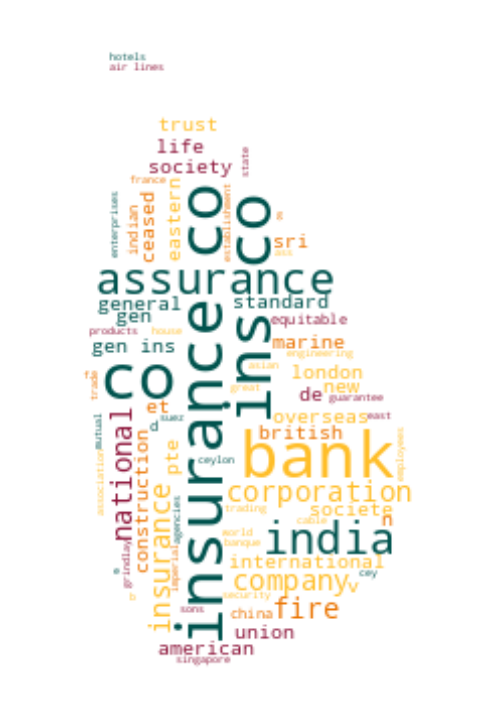 hotels
air lines
trust
life
society
state
france
eastern
establishment
enterprises
indian
ceased
insurance co
ins co
g
sri
ass
assurance
general
standard
gen
equitable
products
house
marine
gen ins
engineering
asian
london
co
f
trade
great
new
de
guarantee
et
suez
overseas
east
d
british
mutual
national
ceylon
bank
employees
construction
pte
association
corporation
insurance
agencies
trading
societe
cable
n
india
world
banque
international
e
grindlay
imperial
cey
company
v
b
security
sons
china
fire
union
american
singapore